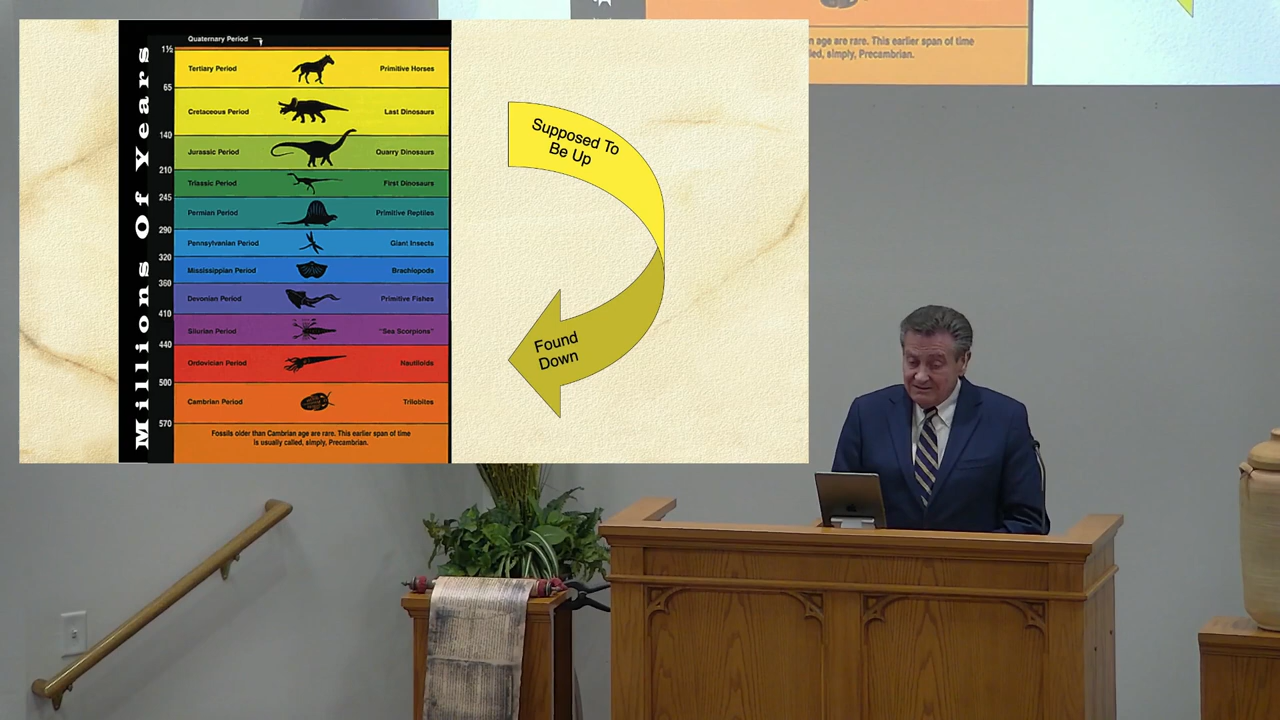 Quaternary Period
Millions Of Years
1½
Tertiary Period Primitive Horses
65
Cretaceous Period Last Dinosaurs
140
Jurassic Period Quarry Dinosaurs
210
Triassic Period First Dinosaurs
245
Permian Period Primitive Reptiles
290
Pennsylvanian Period Giant Insects
320
Mississippian Period Brachiopods
360
Devonian Period Primitive Fishes
410
Silurian Period "Sea Scorpions"
440
Ordovician Period Nautiloids
500
Cambrian Period Trilobites
570
Fossils older than Cambrian age are rare. This earlier span of time
is usually called, simply, Precambrian.
Supposed To
Be Up
Found
Down
n age are rare. This earlier span of time
led, simply, Precambrian.